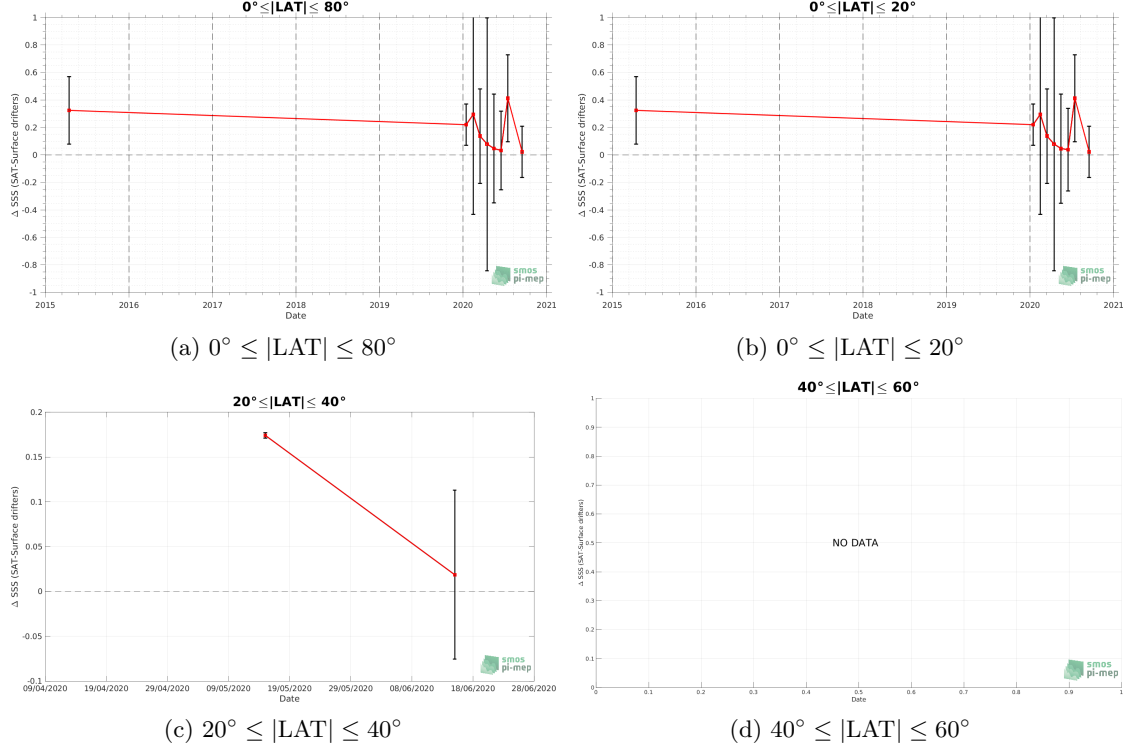 0°≤|LAT|≤ 80°
Δ SSS (SAT-Surface drifters)
1
0.8
0.6
0.4
0.2
0
-0.2
-0.4
-0.6
-0.8
-1
2015 2016 2017 2018 2019 2020 2021
Date
smos
pi-mep
(a) 0° ≤ |LAT| ≤ 80°
0°≤|LAT|≤ 20°
Δ SSS (SAT-Surface drifters)
1
0.8
0.6
0.4
0.2
0
-0.2
-0.4
-0.6
-0.8
-1
2015 2016 2017 2018 2019 2020 2021
Date
smos
pi-mep
(b) 0° ≤ |LAT| ≤ 20°
20°≤|LAT|≤ 40°
Δ SSS (SAT-Surface drifters)
0.2
0.15
0.1
0.05
0
-0.05
-0.1
09/04/2020 19/04/2020 29/04/2020 09/05/2020 19/05/2020 29/05/2020 08/06/2020 18/06/2020 28/06/2020
Date
smos
pi-mep
(c) 20° ≤ |LAT| ≤ 40°
40°≤|LAT|≤ 60°
Δ SSS (SAT-Surface drifters)
1
0.9
0.8
0.7
0.6
0.5
0.4
0.3
0.2
0.1
0
NO DATA
0 0.1 0.2 0.3 0.4 0.5 0.6 0.7 0.8 0.9 1
Date
smos
pi-mep
(d) 40° ≤ |LAT| ≤ 60°